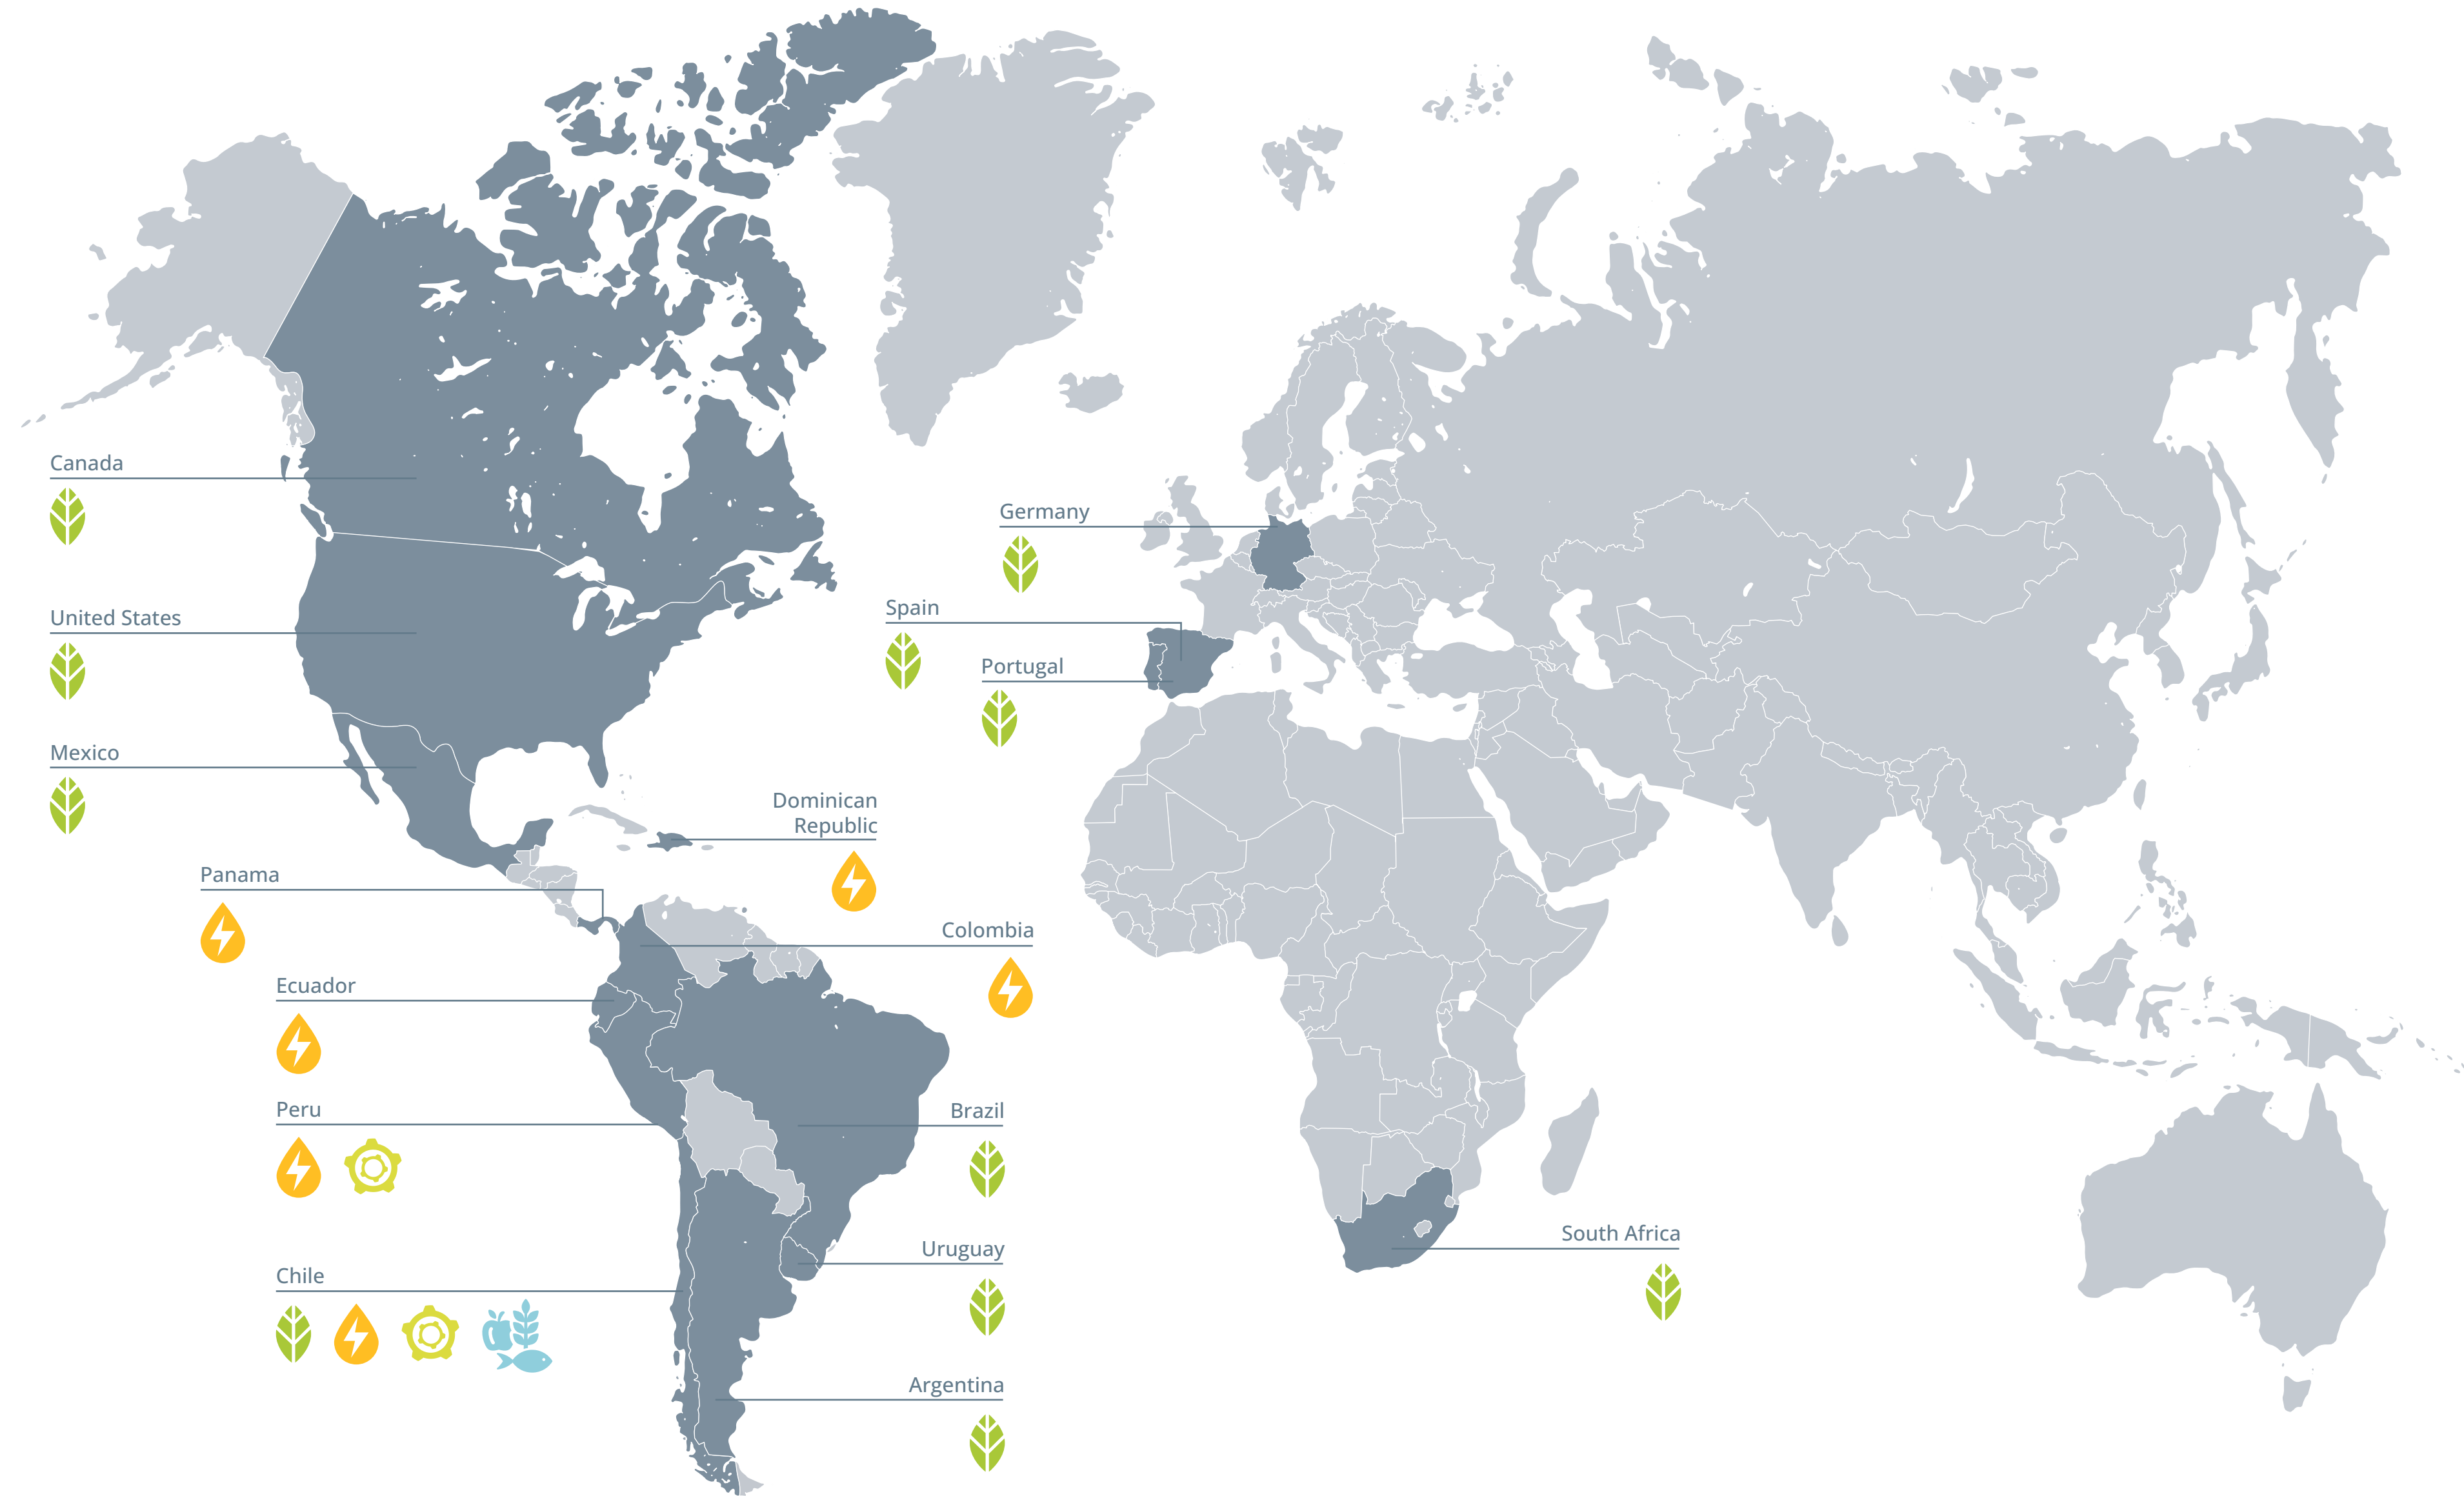 Canada
United States
Mexico
Panama
Ecuador
Peru
Chile
Dominican
Republic
Colombia
Brazil
Uruguay
Argentina
Germany
Spain
Portugal
South Africa